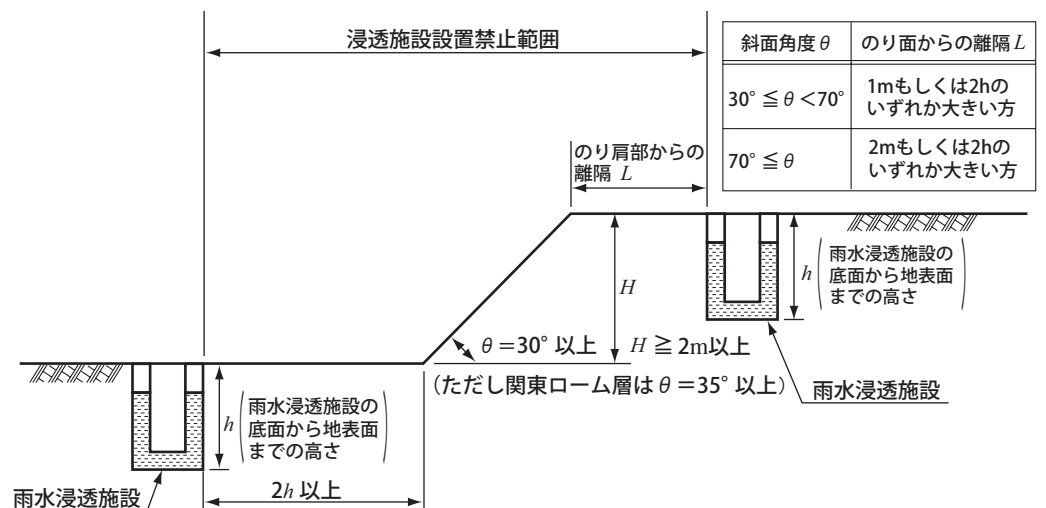 浸透施設設置禁止範囲
斜面角度 θ
のり面からの離隔 L
30° ≦ θ <70°
1mもしくは2hの
いずれか大きい方
70° ≦ θ
2mもしくは2hの
いずれか大きい方
のり肩部からの
離隔 L
H
h
雨水浸透施設の
底面から地表面
までの高さ
θ =30° 以上
H ≧ 2m以上
(ただし関東ローム層は θ =35° 以上)
雨水浸透施設
h
雨水浸透施設の
底面から地表面
までの高さ
2h 以上
雨水浸透施設